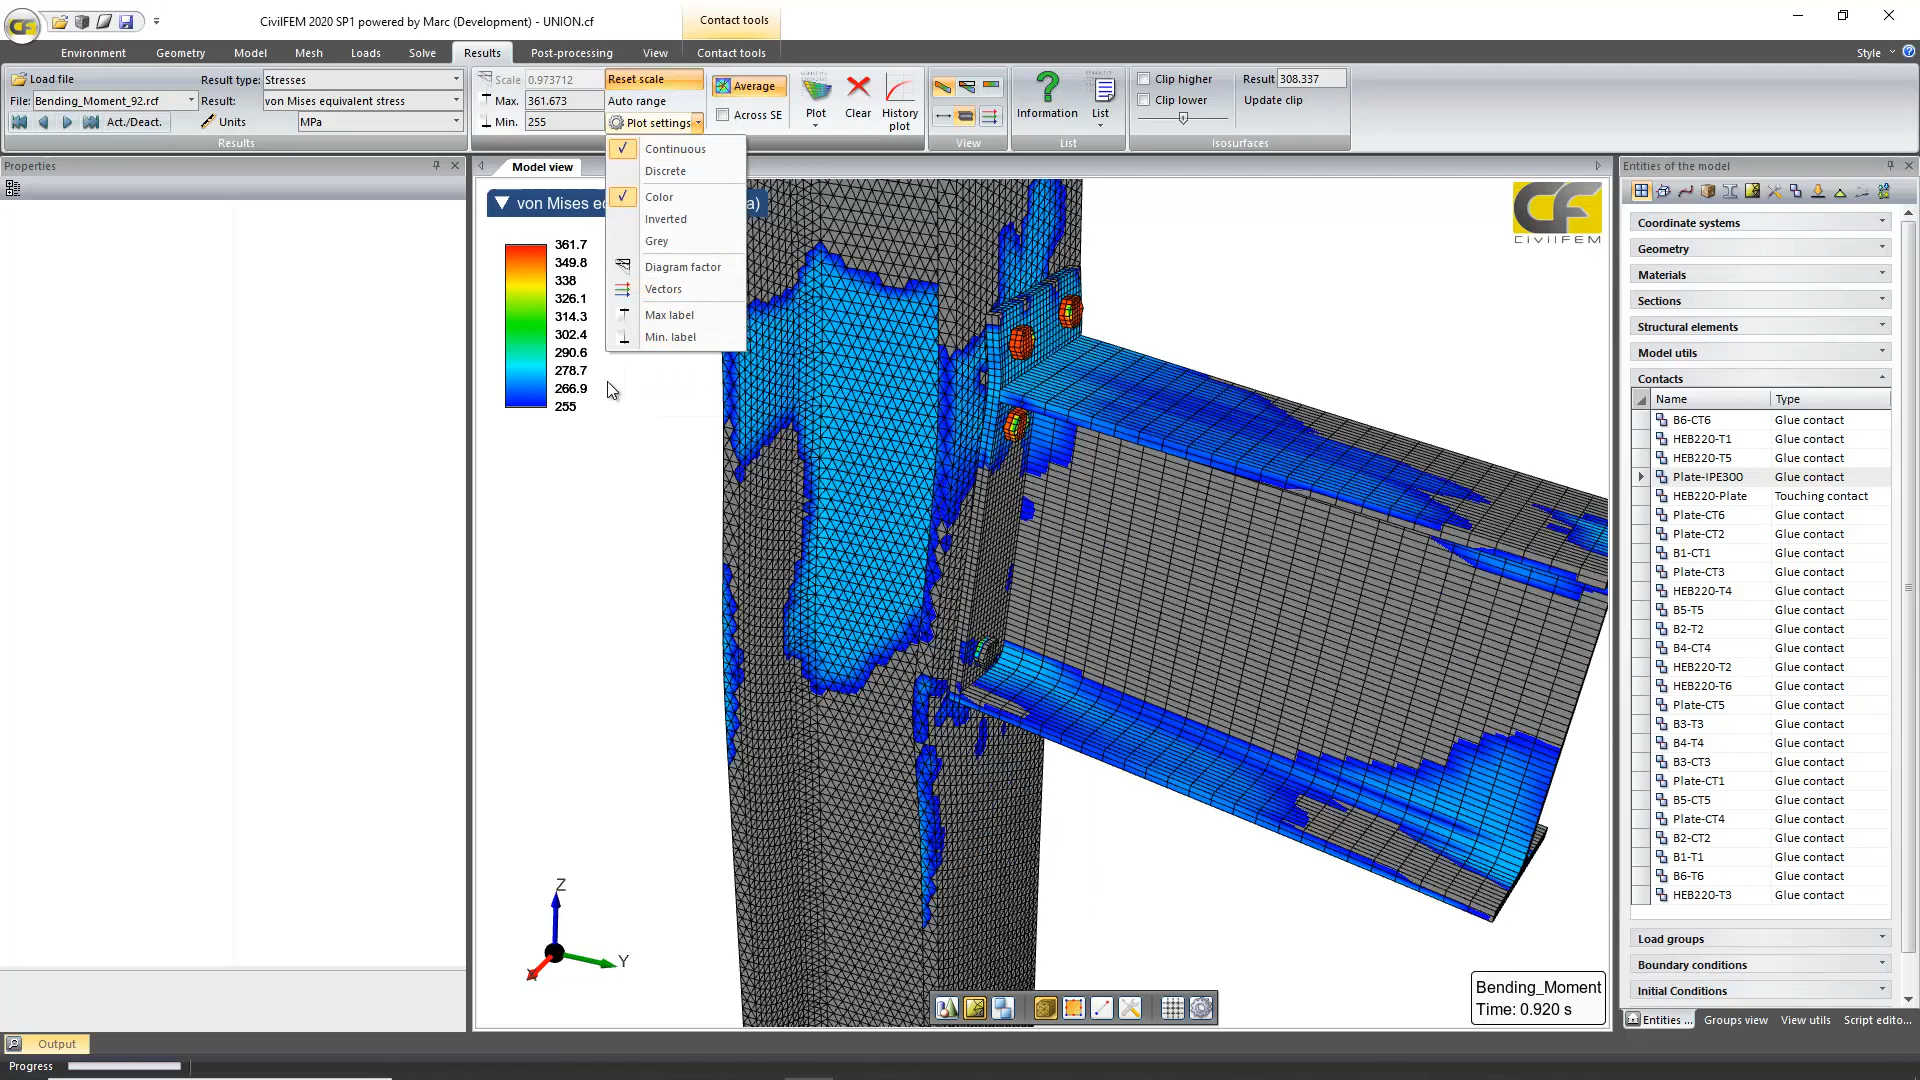 CivilFEM 2020 SP1 powered by Marc (Development) - UNION.cf
Contact tools
Environment Geometry Model Mesh Loads Solve Results Post-processing View Contact tools Style
Load file
File: Bending_Moment_92.rcf
Act./Deact.
Result type: Stresses
Result: von Mises equivalent stress
Units MPa
Results
Scale 0.973712
Max. 361.673
Min. 255
Reset scale
Auto range
Plot settings
Average
Across SE
Plot
Clear
History plot
View
Information
List
List
Clip higher
Clip lower
Result 308.337
Update clip
Isosurfaces
Continuous
Discrete
Color
Inverted
Grey
Diagram factor
Vectors
Max label
Min. label
Properties
Model view
von Mises e
a)
361.7
349.8
338
326.1
314.3
302.4
290.6
278.7
266.9
255
CF
CIVILFEM
Z
Y
X
Bending_Moment
Time: 0.920 s
Entities of the model
Coordinate systems
Geometry
Materials
Sections
Structural elements
Model utils
Contacts
Name Type
B6-CT6 Glue contact
HEB220-T1 Glue contact
HEB220-T5 Glue contact
Plate-IPE300 Glue contact
HEB220-Plate Touching contact
Plate-CT6 Glue contact
Plate-CT2 Glue contact
B1-CT1 Glue contact
Plate-CT3 Glue contact
HEB220-T4 Glue contact
B5-T5 Glue contact
B2-T2 Glue contact
B4-CT4 Glue contact
HEB220-T2 Glue contact
HEB220-T6 Glue contact
Plate-CT5 Glue contact
B3-T3 Glue contact
B4-T4 Glue contact
B3-CT3 Glue contact
Plate-CT1 Glue contact
B5-CT5 Glue contact
Plate-CT4 Glue contact
B2-CT2 Glue contact
B1-T1 Glue contact
B6-T6 Glue contact
HEB220-T3 Glue contact
Load groups
Boundary conditions
Initial Conditions
Entities ... Groups view View utils Script edito...
Output
Progress